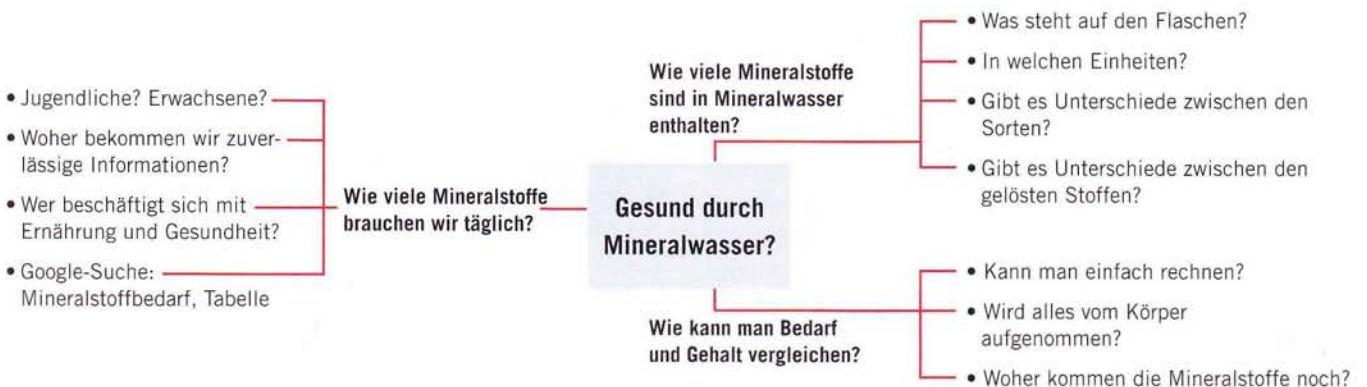 • Jugendliche? Erwachsene?
• Woher bekommen wir zuver-
lässige Informationen?
• Wer beschäftigt sich mit
Ernährung und Gesundheit?
• Google-Suche:
Mineralstoffbedarf, Tabelle
Wie viele Mineralstoffe
brauchen wir täglich?
Gesund durch
Mineralwasser?
Wie viele Mineralstoffe
sind in Mineralwasser
enthalten?
• Was steht auf den Flaschen?
• In welchen Einheiten?
• Gibt es Unterschiede zwischen den
Sorten?
• Gibt es Unterschiede zwischen den
gelösten Stoffen?
Wie kann man Bedarf
und Gehalt vergleichen?
• Kann man einfach rechnen?
• Wird alles vom Körper
aufgenommen?
• Woher kommen die Mineralstoffe noch?